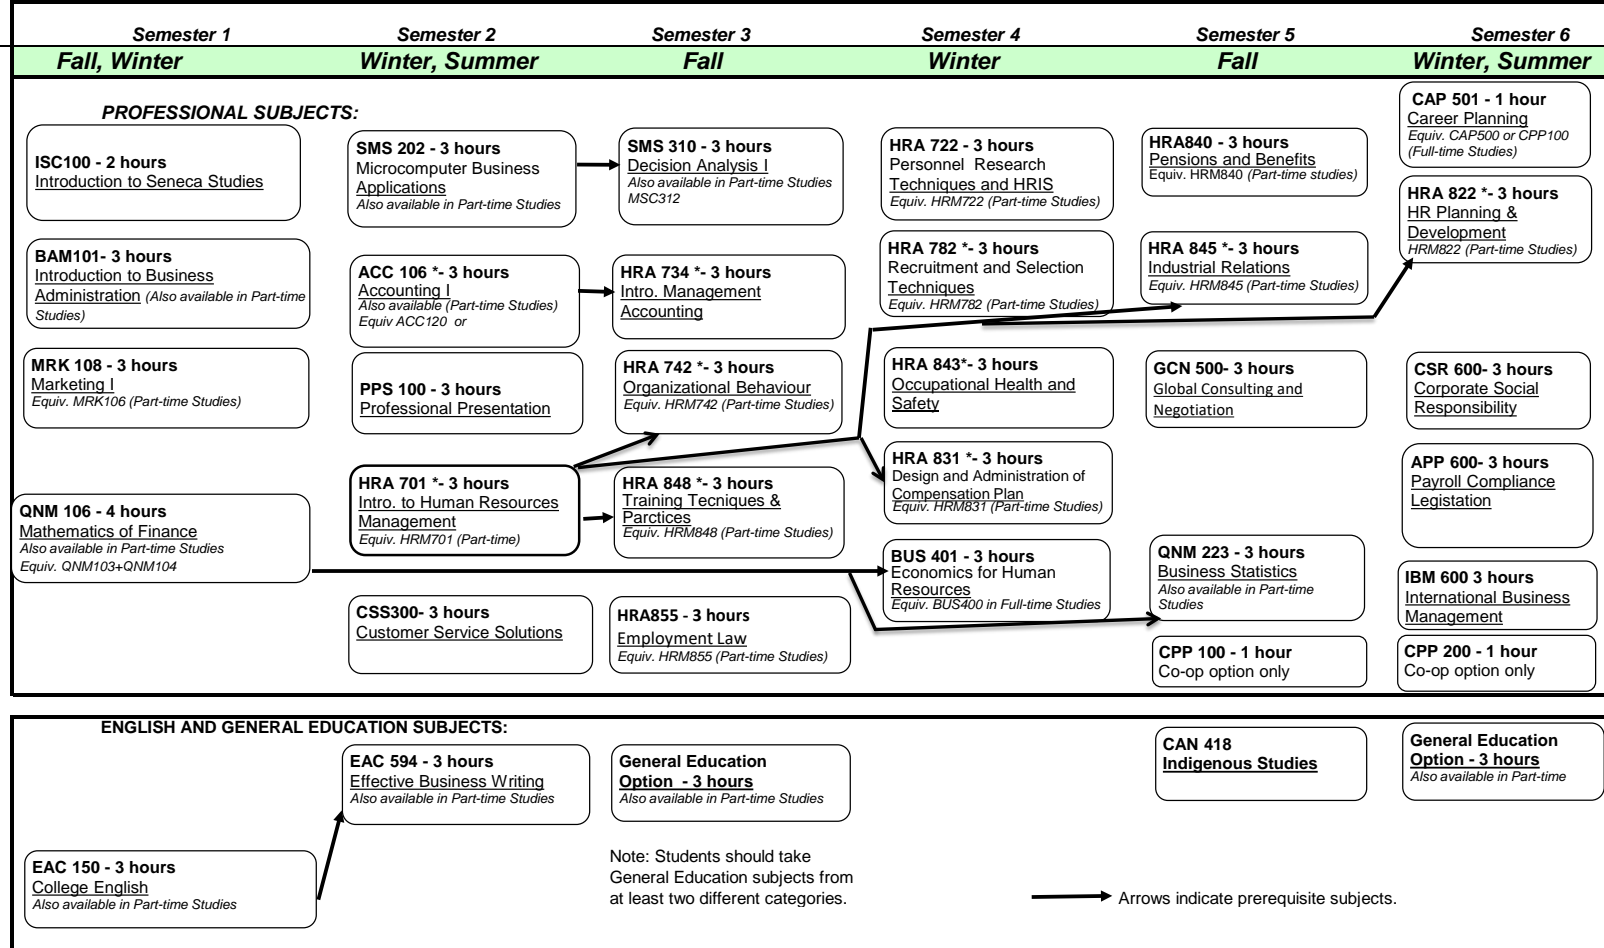 Semester 1
Semester 2
Semester 3
Semester 4
Semester 5
Semester 6
Fall, Winter
Winter, Summer
Fall
Winter
Fall
Winter, Summer
PROFESSIONAL SUBJECTS:
ISC100 - 2 hours
Introduction to Seneca Studies
BAM101- 3 hours
Introduction to Business
Administration (Also available in Part-time
Studies)
MRK 108 - 3 hours
Marketing I
Equiv. MRK106 (Part-time Studies)
QNM 106 - 4 hours
Mathematics of Finance
Also available in Part-time Studies
Equiv. QNM103+QNM104
SMS 202 - 3 hours
Microcomputer Business
Applications
Also available in Part-time Studies
ACC 106 *- 3 hours
Accounting I
Also available (Part-time Studies)
Equiv ACC120 or
PPS 100 - 3 hours
Professional Presentation
HRA 701 *- 3 hours
Intro. to Human Resources
Management
Equiv. HRM701 (Part-time)
CSS300- 3 hours
Customer Service Solutions
SMS 310 - 3 hours
Decision Analysis I
Also available in Part-time Studies
MSC312
HRA 734 *- 3 hours
Intro. Management
Accounting
HRA 742 *- 3 hours
Organizational Behaviour
Equiv. HRM742 (Part-time Studies)
HRA 848 *- 3 hours
Training Tecniques &
Parctices
Equiv. HRM848 (Part-time Studies)
HRA855 - 3 hours
Employment Law
Equiv. HRM855 (Part-time Studies)
HRA 722 - 3 hours
Personnel Research
Techniques and HRIS
Equiv. HRM722 (Part-time Studies)
HRA 782 *- 3 hours
Recruitment and Selection
Techniques
Equiv. HRM782 (Part-time Studies)
HRA 843*- 3 hours
Occupational Health and
Safety
HRA 831 *- 3 hours
Design and Administration of
Compensation Plan
Equiv. HRM831 (Part-time Studies)
BUS 401 - 3 hours
Economics for Human
Resources
Equiv. BUS400 in Full-time Studies
HRA840 - 3 hours
Pensions and Benefits
Equiv. HRM840 (Part-time studies)
HRA 845 *- 3 hours
Industrial Relations
Equiv. HRM845 (Part-time Studies)
GCN 500- 3 hours
Global Consulting and
Negotiation
QNM 223 - 3 hours
Business Statistics
Also available in Part-time
Studies
CPP 100 - 1 hour
Co-op option only
CAP 501 - 1 hour
Career Planning
Equiv. CAP500 or CPP100
(Full-time Studies)
HRA 822 *- 3 hours
HR Planning &
Development
HRM822 (Part-time Studies)
CSR 600- 3 hours
Corporate Social
Responsibility
APP 600- 3 hours
Payroll Compliance
Legistation
IBM 600 3 hours
International Business
Management
CPP 200 - 1 hour
Co-op option only
ENGLISH AND GENERAL EDUCATION SUBJECTS:
EAC 150 - 3 hours
College English
Also available in Part-time Studies
EAC 594 - 3 hours
Effective Business Writing
Also available in Part-time Studies
General Education
Option - 3 hours
Also available in Part-time Studies
Note: Students should take
General Education subjects from
at least two different categories.
CAN 418
Indigenous Studies
General Education
Option - 3 hours
Also available in Part-time
Arrows indicate prerequisite subjects.